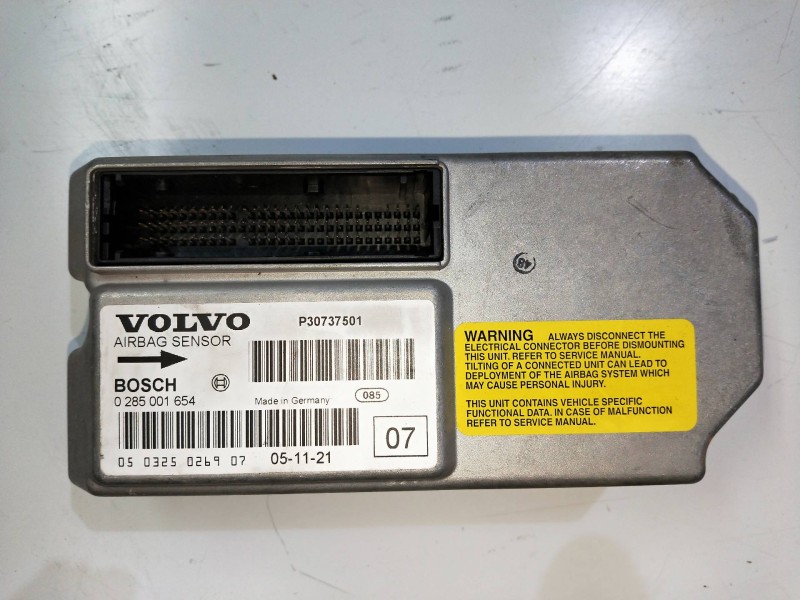 48
VOLVO
P30737501
AIRBAG SENSOR
BOSCH
0 285 001 654
Made in Germany
085
05 0325 0269 07
05-11-21
07
WARNING ALWAYS DISCONNECT THE
ELECTRICAL CONNECTOR BEFORE DISMOUNTING
THIS UNIT. REFER TO SERVICE MANUAL.
TILTING OF A CONNECTED UNIT CAN LEAD TO
DEPLOYMENT OF THE AIRBAG SYSTEM WHICH
MAY CAUSE PERSONAL INJURY.
THIS UNIT CONTAINS VEHICLE SPECIFIC
FUNCTIONAL DATA. IN CASE OF MALFUNCTION
REFER TO SERVICE MANUAL.